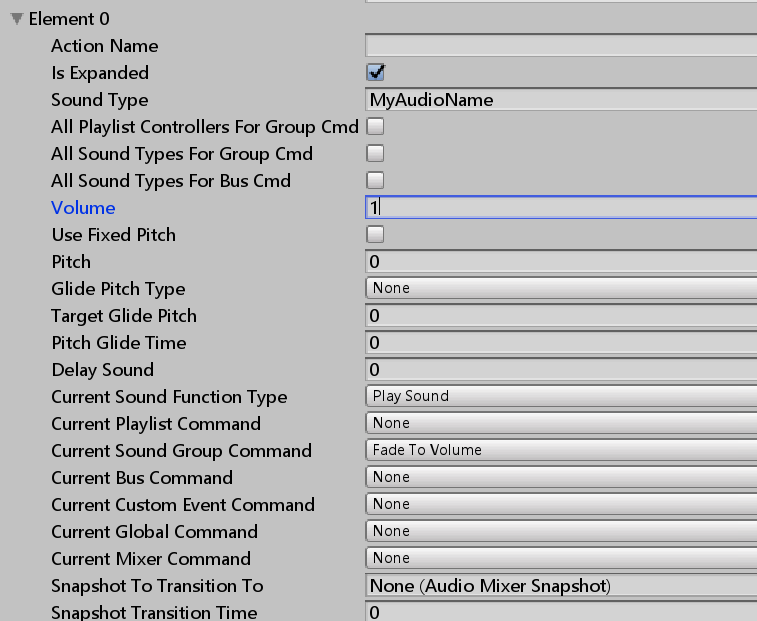 Element 0
Action Name
Is Expanded
Sound Type MyAudioName
All Playlist Controllers For Group Cmd
All Sound Types For Group Cmd
All Sound Types For Bus Cmd
Volume 1
Use Fixed Pitch
Pitch 0
Glide Pitch Type None
Target Glide Pitch 0
Pitch Glide Time 0
Delay Sound 0
Current Sound Function Type Play Sound
Current Playlist Command None
Current Sound Group Command Fade To Volume
Current Bus Command None
Current Custom Event Command None
Current Global Command None
Current Mixer Command None
Snapshot To Transition To None (Audio Mixer Snapshot)
Snapshot Transition Time 0